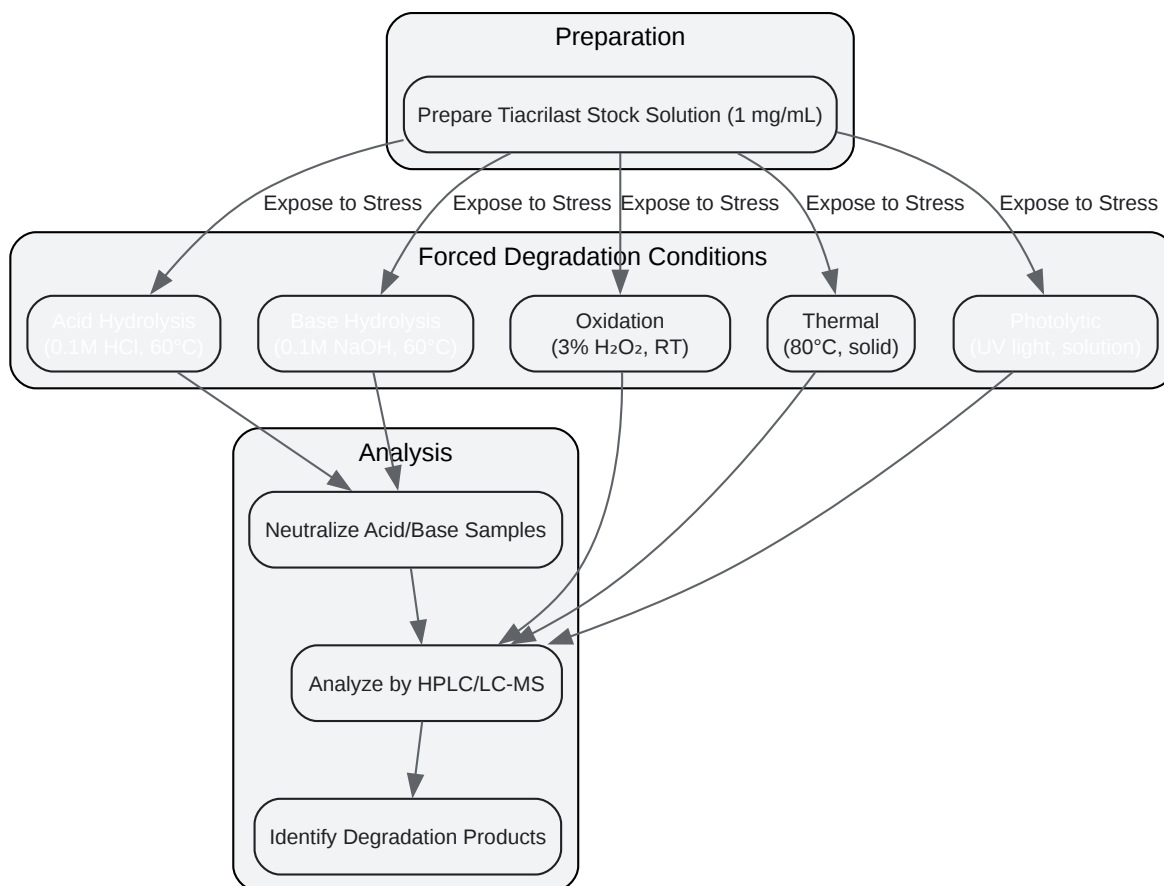 Preparation
Prepare Tiacrilast Stock Solution (1 mg/mL)
Expose to Stress
Expose to Stress
Expose to Stress
Expose to Stress
Expose to Stress
Forced Degradation Conditions
Acid Hydrolysis
(0.1M HCl, 60°C)
Base Hydrolysis
(0.1M NaOH, 60°C)
Oxidation
(3% H₂O₂, RT)
Thermal
(80°C, solid)
Photolytic
(UV light, solution)
Analysis
Neutralize Acid/Base Samples
Analyze by HPLC/LC-MS
Identify Degradation Products